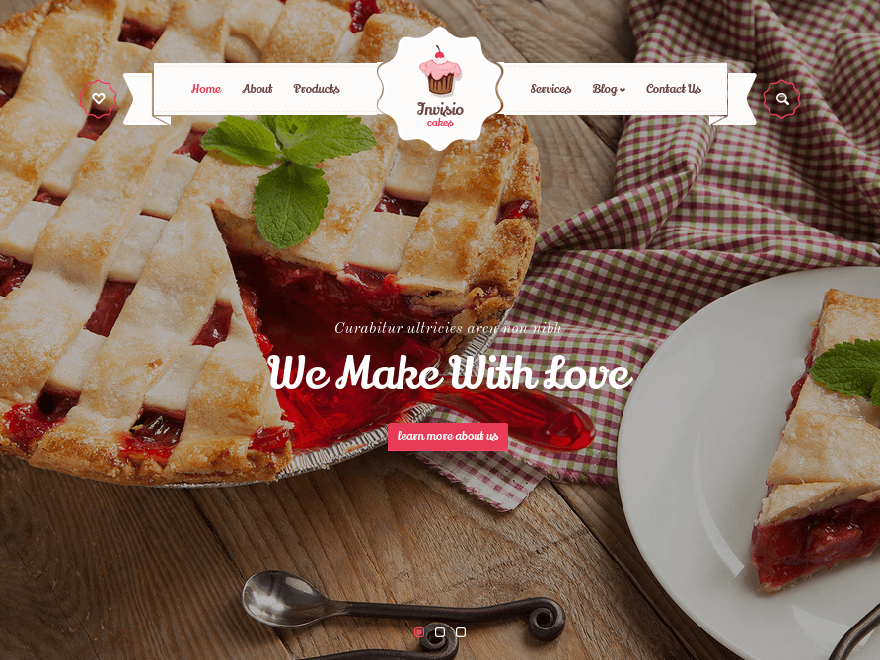 Home About Products
Invisio
cakes
Services Blog Contact Us
Curabitur ultricies arcu non nibh
We Make With Love
learn more about us